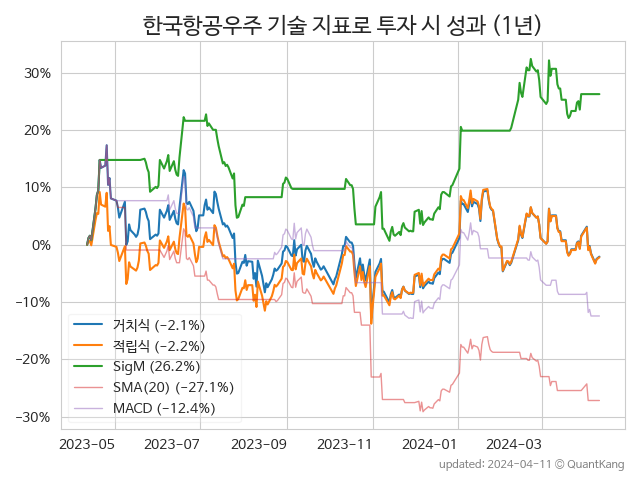 한국항공우주 기술 지표로 투자 시 성과 (1년)
30%
20%
10%
0%
−10%
−20%
−30%
거치식 (−2.1%)
적립식 (−2.2%)
SigM (26.2%)
SMA(20) (−27.1%)
MACD (−12.4%)
2023-05 2023-07 2023-09 2023-11 2024-01 2024-03
updated: 2024-04-11 © QuantKang